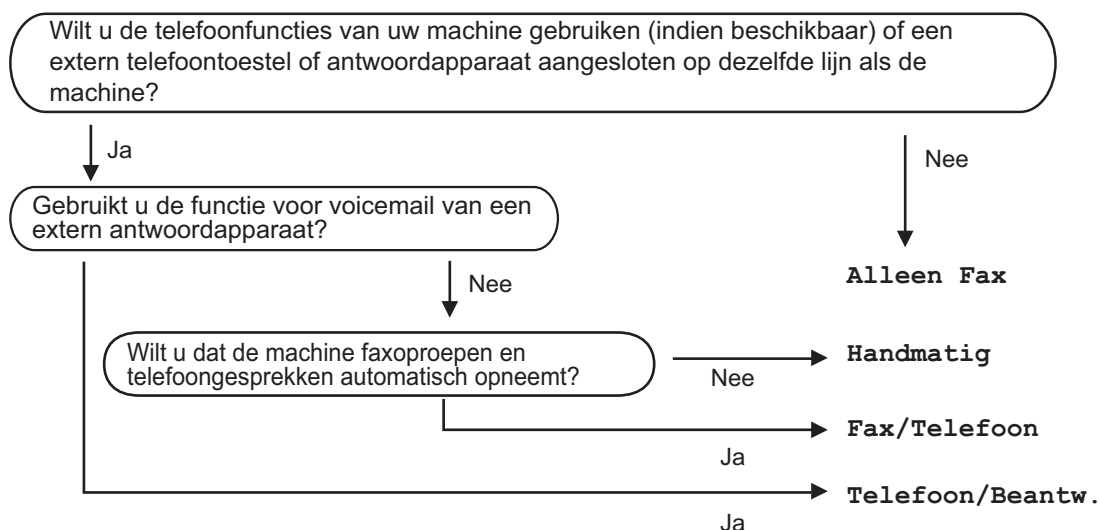 Wilt u de telefoonfuncties van uw machine gebruiken (indien beschikbaar) of een
extern telefoontoestel of antwoordapparaat aangesloten op dezelfde lijn als de
machine?
Ja
Nee
Gebruikt u de functie voor voicemail van een
extern antwoordapparaat?
Alleen Fax
Nee
Wilt u dat de machine faxoproepen en
telefoongesprekken automatisch opneemt?
Nee
Handmatig
Ja
Fax/Telefoon
Ja
Telefoon/Beantw.